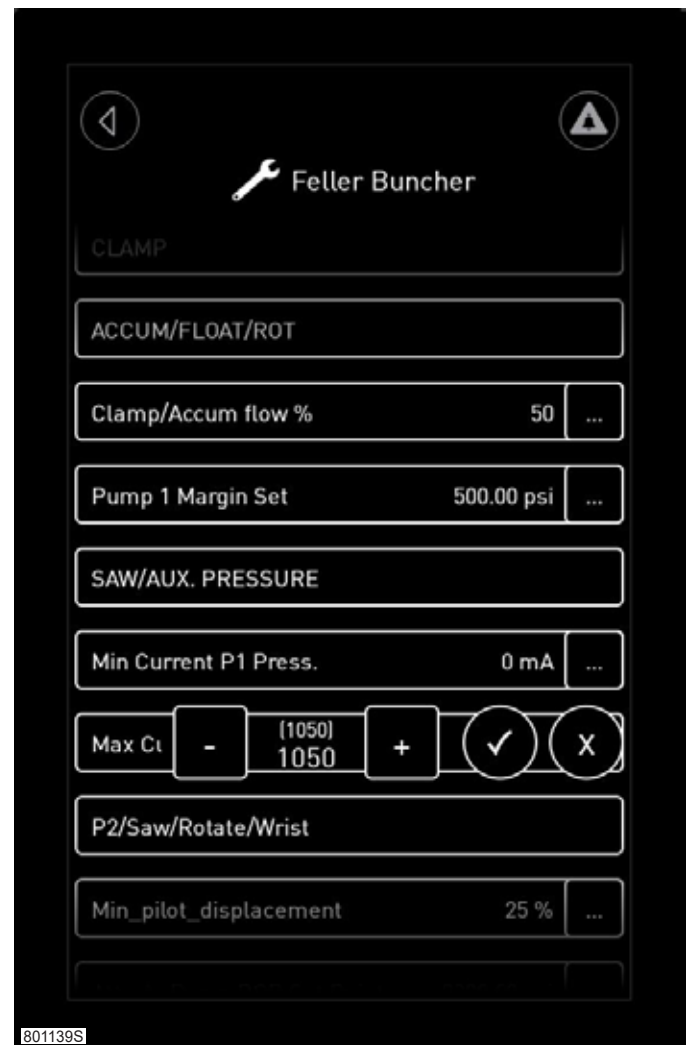 Feller Buncher
CLAMP
ACCUM/FLOAT/ROT
Clamp/Accum flow % 50 ...
Pump 1 Margin Set 500.00 psi ...
SAW/AUX. PRESSURE
Min Current P1 Press. 0 mA ...
Max Cu - (1050) 1050 + X
P2/Saw/Rotate/Wrist
Min_pilot_displacement 25 % ...
801139S